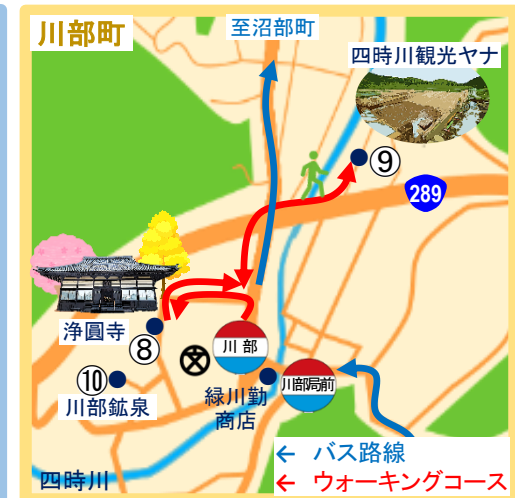 川部町
至沼部町
四時川観光ヤナ
⑨
289
浄圓寺
⑧
川部
⑩
川部鉱泉
川部局前
緑川勤
商店
四時川
← バス路線
← ウォーキングコース